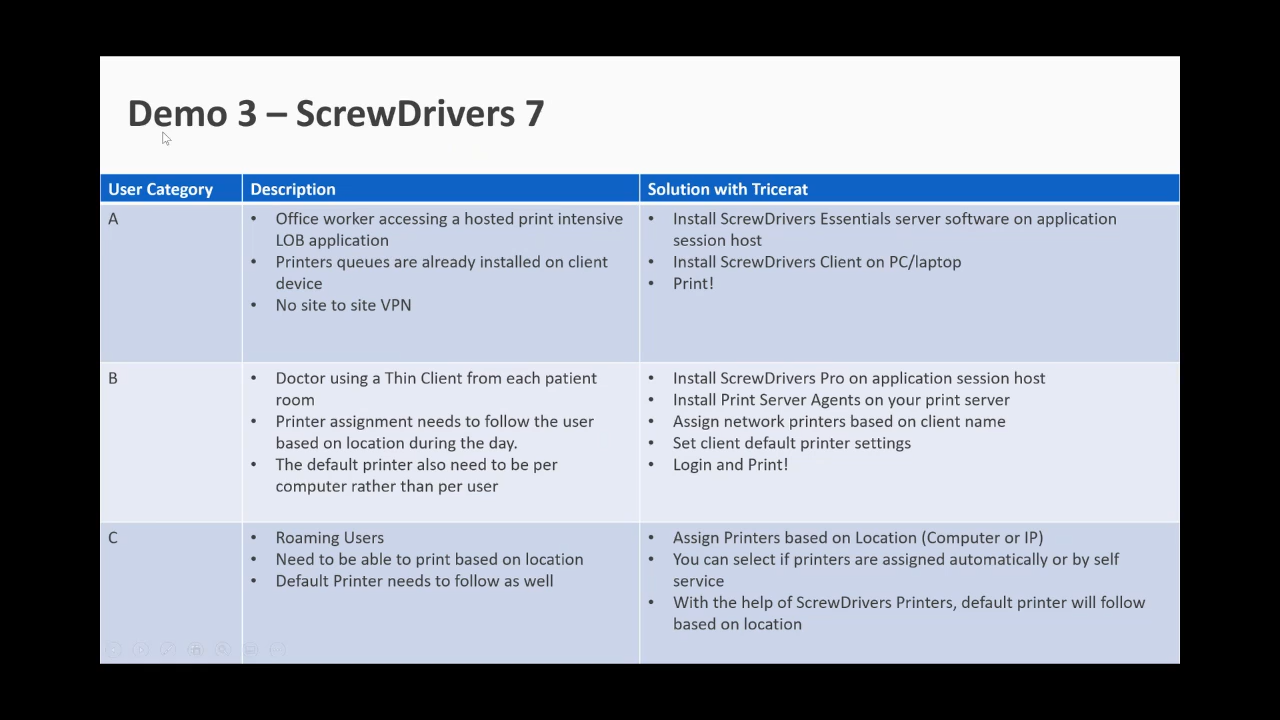 Demo 3 – ScrewDrivers 7
User Category
Description
Solution with Tricerat
A
• Office worker accessing a hosted print intensive
LOB application
• Printers queues are already installed on client
device
• No site to site VPN
• Install ScrewDrivers Essentials server software on application
session host
• Install ScrewDrivers Client on PC/laptop
• Print!
B
• Doctor using a Thin Client from each patient
room
• Printer assignment needs to follow the user
based on location during the day.
• The default printer also need to be per
computer rather than per user
• Install ScrewDrivers Pro on application session host
• Install Print Server Agents on your print server
• Assign network printers based on client name
• Set client default printer settings
• Login and Print!
C
• Roaming Users
• Need to be able to print based on location
• Default Printer needs to follow as well
• Assign Printers based on Location (Computer or IP)
• You can select if printers are assigned automatically or by self
service
• With the help of ScrewDrivers Printers, default printer will follow
based on location